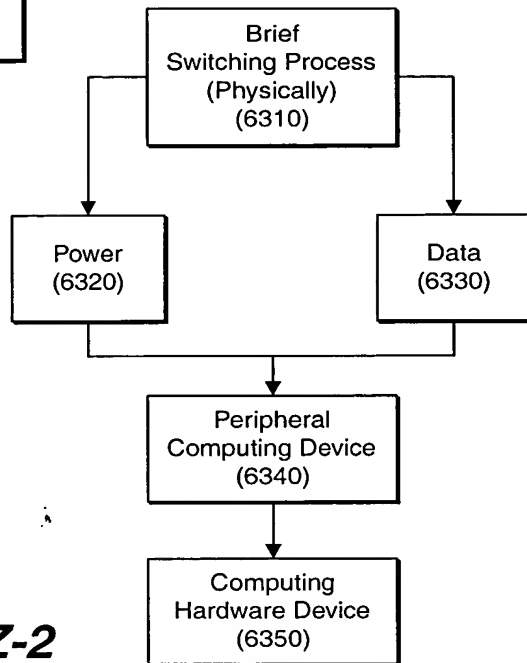 Brief
Switching Process
(Physically)
(6310)
Power
(6320)
Data
(6330)
Peripheral
Computing Device
(6340)
Computing
Hardware Device
(6350)
Z-2